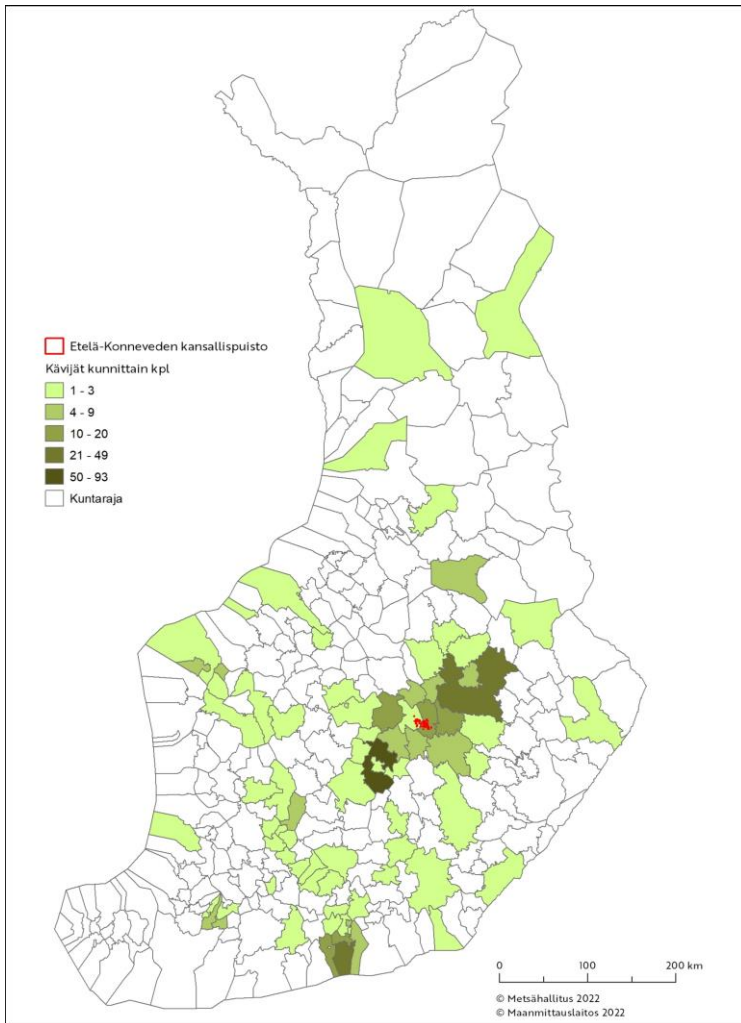 Etelä-Konneveden kansallispuisto
Kävijät kunnittain kpl
1 - 3
4 - 9
10 - 20
21 - 49
50 - 93
Kuntaraja
0 100 200 km
© Metsähallitus 2022
© Maanmittauslaitos 2022